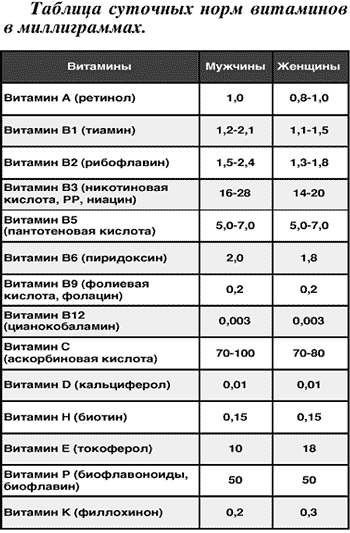 Таблица суточных норм витаминов
в миллиграммах.
Витамины Мужчины Женщины
Витамин А (ретинол) 1,0 0,8-1,0
Витамин В1 (тиамин) 1,2-2,1 1,1-1,5
Витамин В2 (рибофлавин) 1,5-2,4 1,3-1,8
Витамин В3 (никотиновая
кислота, РР, ниацин) 16-28 14-20
Витамин В5
(пантотеновая кислота) 5,0-7,0 5,0-7,0
Витамин В6 (пиридоксин) 2,0 1,8
Витамин В9 (фолиевая
кислота, фолацин) 0,2 0,2
Витамин В12
(цианокобаламин) 0,003 0,003
Витамин С
(аскорбиновая кислота) 70-100 70-80
Витамин D (кальциферол) 0,01 0,01
Витамин Н (биотин) 0,15 0,15
Витамин Е (токоферол) 10 18
Витамин Р (биофлавоноиды,
биофлавин) 50 50
Витамин К (филлохинон) 0,2 0,3